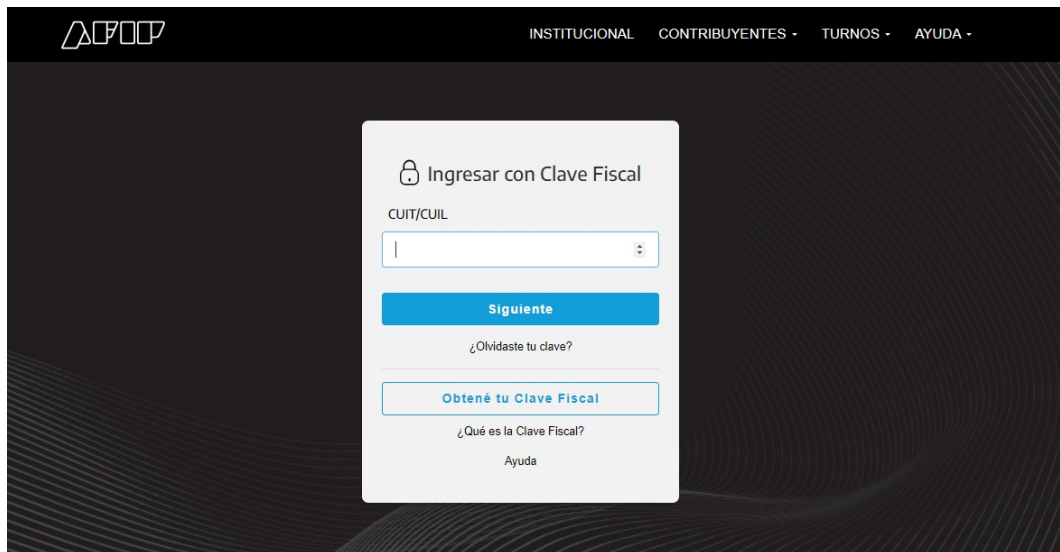 AFIP
INSTITUCIONAL CONTRIBUYENTES TURNOS AYUDA
Ingresar con Clave Fiscal
CUIT/CUIL
Siguiente
¿Olvidaste tu clave?
Obtené tu Clave Fiscal
¿Qué es la Clave Fiscal?
Ayuda